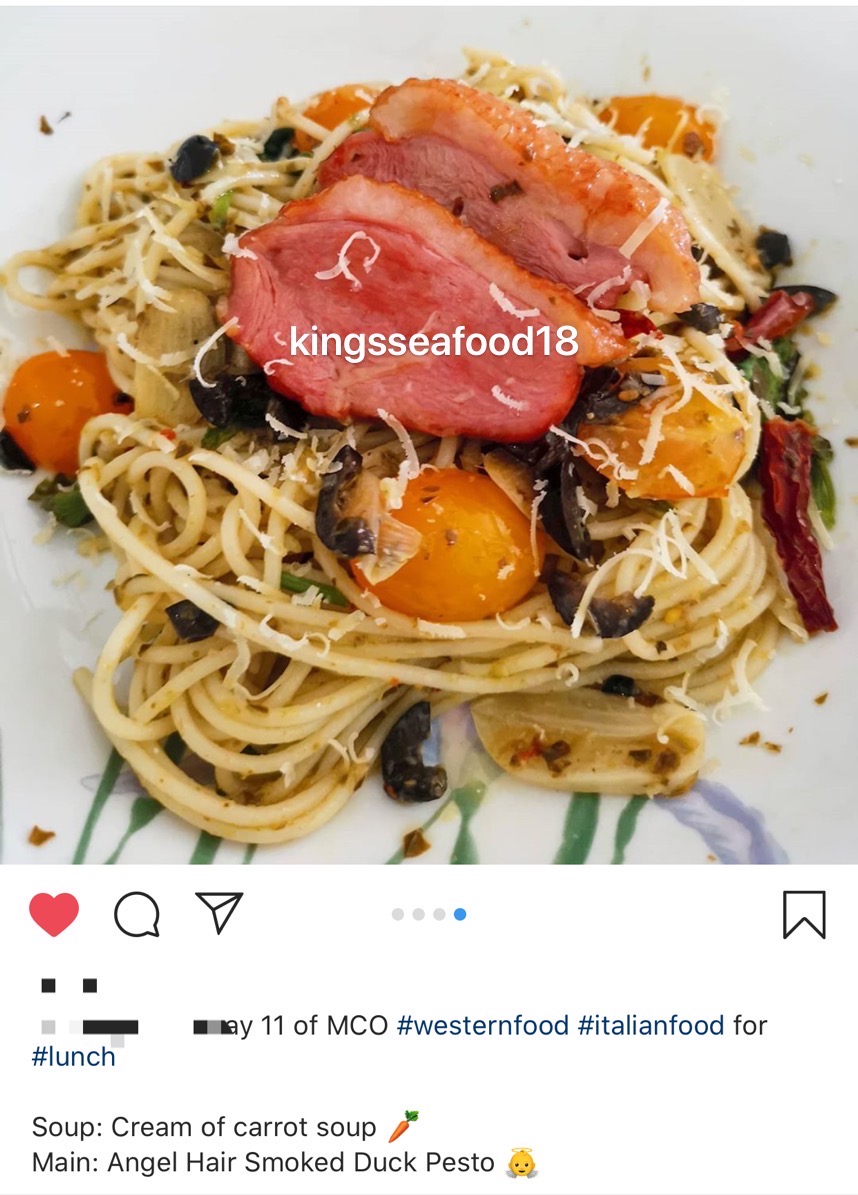 kingsseafood18
ay 11 of MCO #westernfood #italianfood for
#lunch
Soup: Cream of carrot soup 🥕
Main: Angel Hair Smoked Duck Pesto 👼